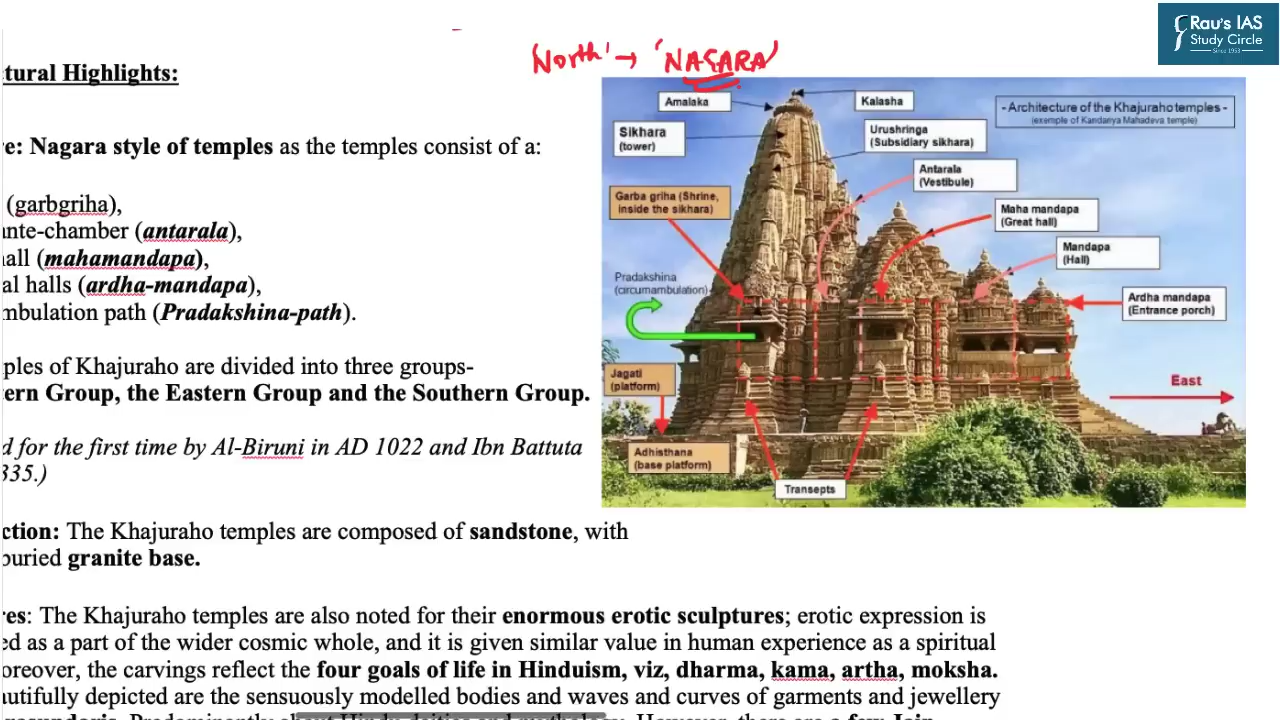 Rau's IAS
Study Circle
Since 1953
'North' → 'NAGARA'
tural Highlights:
e: Nagara style of temples as the temples consist of a:
(garbgriha),
ante-chamber (antarala),
all (mahamandapa),
al halls (ardha-mandapa),
mbulation path (Pradakshina-path).
ples of Khajuraho are divided into three groups-
ern Group, the Eastern Group and the Southern Group.
d for the first time by Al-Biruni in AD 1022 and Ibn Battuta
335.)
ction: The Khajuraho temples are composed of sandstone, with
buried granite base.
res: The Khajuraho temples are also noted for their enormous erotic sculptures; erotic expression is
ed as a part of the wider cosmic whole, and it is given similar value in human experience as a spiritual
oreover, the carvings reflect the four goals of life in Hinduism, viz, dharma, kama, artha, moksha.
autifully depicted are the sensuously modelled bodies and waves and curves of garments and jewellery
- Architecture of the Khajuraho temples -
(exemple of Kandariya Mahadeva temple)
Amalaka
Kalasha
Sikhara
(tower)
Urushringa
(Subsidiary sikhara)
Antarala
(Vestibule)
Garba griha (Shrine,
inside the sikhara)
Maha mandapa
(Great hall)
Mandapa
(Hall)
Pradakshina
(circumambulation)
Ardha mandapa
(Entrance porch)
Jagati
(platform)
East
Adhisthana
(base platform)
Transepts